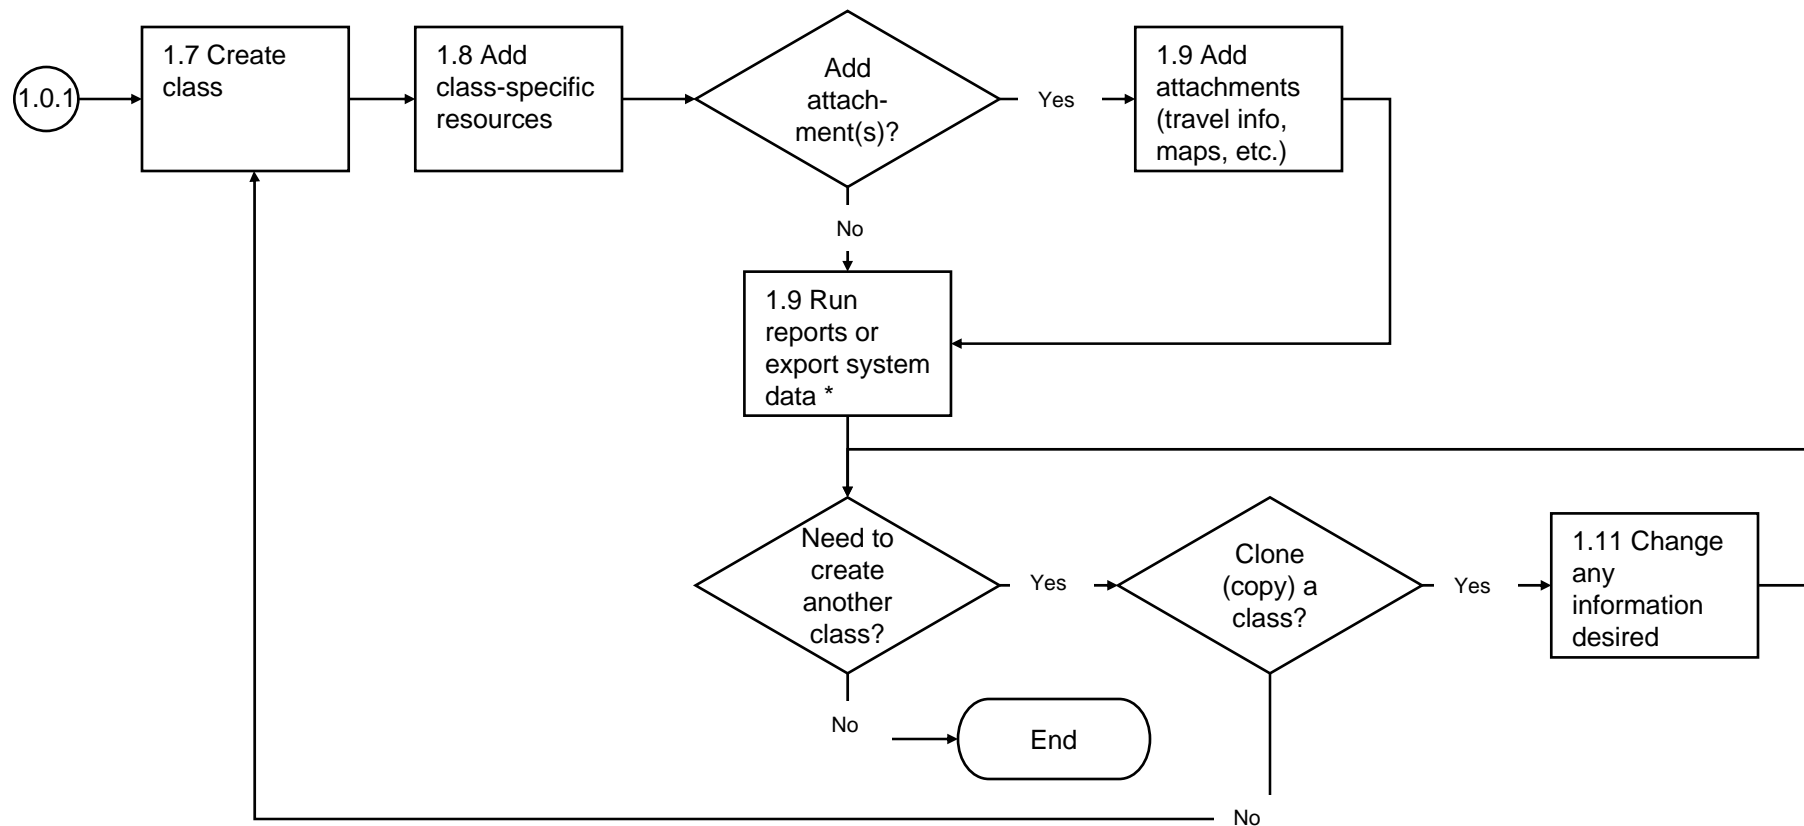 1.0.1
1.7 Create
class
1.8 Add
class-specific
resources
Add
attach-
ment(s)?
Yes
1.9 Add
attachments
(travel info,
maps, etc.)
No
1.9 Run
reports or
export system
data *
Need to
create
another
class?
Yes
Clone
(copy) a
class?
Yes
1.11 Change
any
information
desired
No
End
No